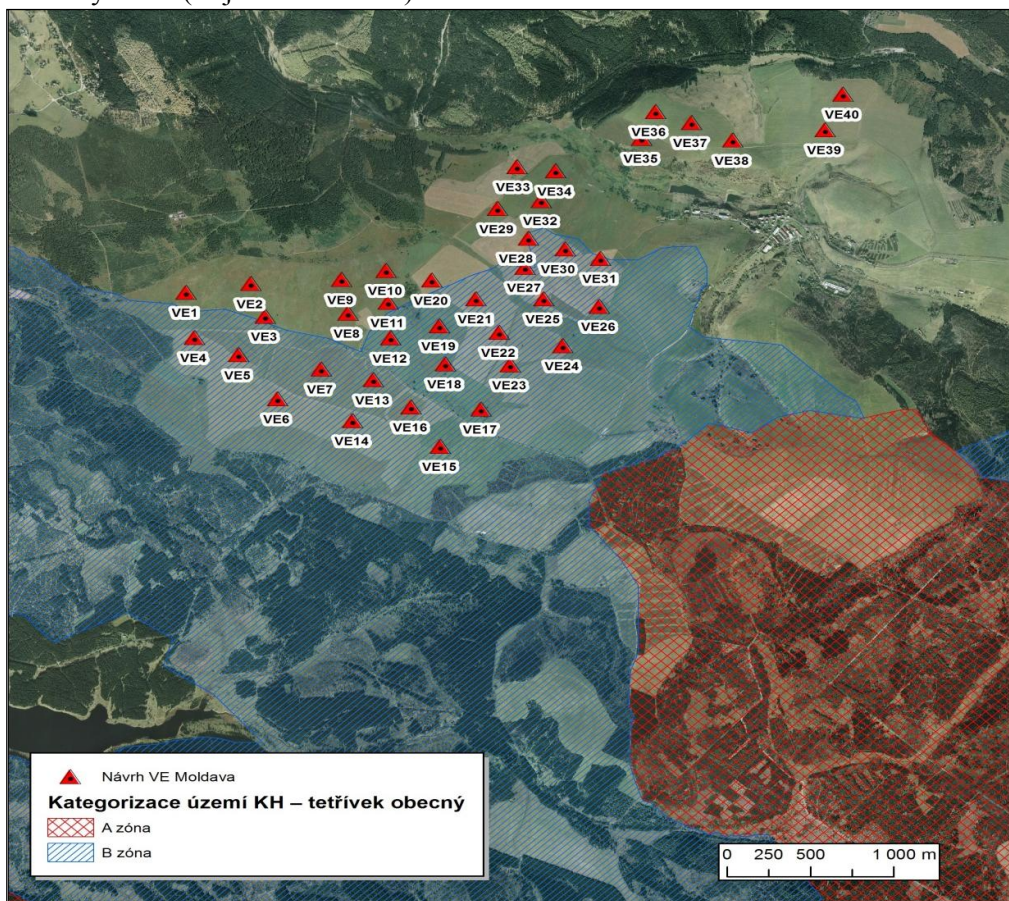 VE40
VE36
VE37
VE39
VE35
VE38
VE33
VE34
VE32
VE29
VE28
VE30
VE31
VE27
VE2
VE9
VE10
VE20
VE1
VE21
VE25
VE26
VE3
VE8
VE11
VE4
VE12
VE19
VE22
VE24
VE5
VE7
VE13
VE18
VE23
VE6
VE14
VE16
VE17
VE15
Návrh VE Moldava
Kategorizace území KH – tetřívek obecný
A zóna
B zóna
0 250 500 1 000 m